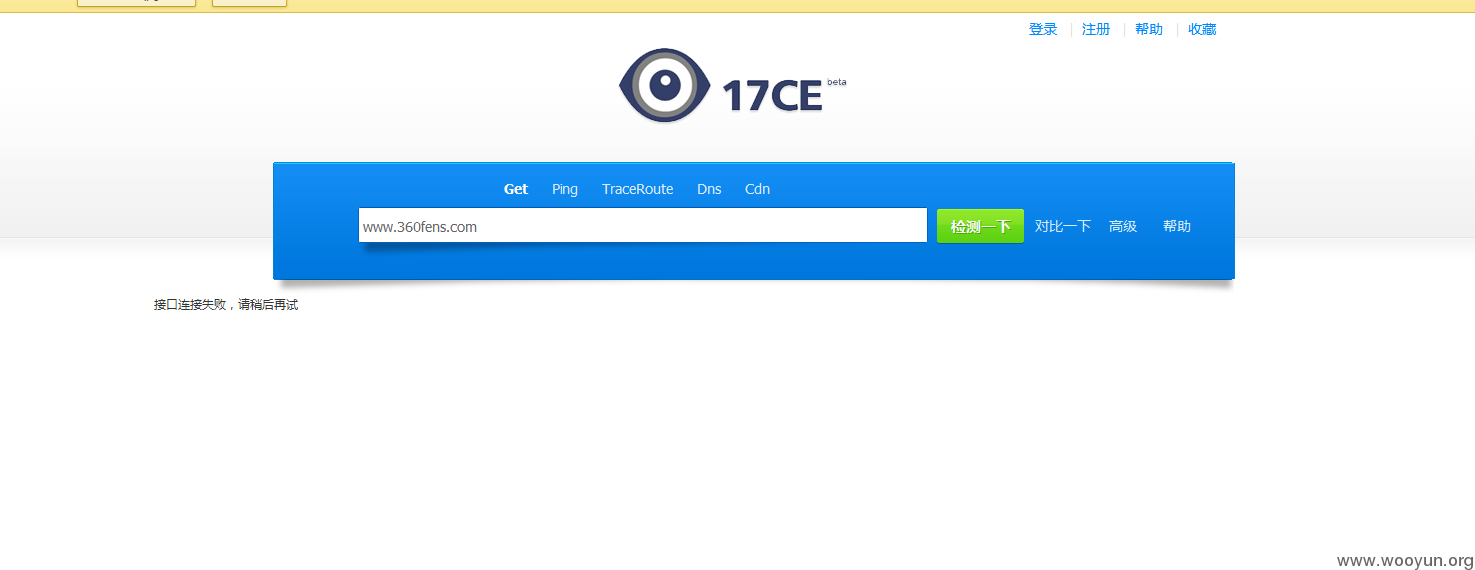 登录 注册 帮助 收藏
17CE beta
Get Ping TraceRoute Dns Cdn
www.360fens.com 检测一下 对比一下 高级 帮助
接口连接失败，请稍后再试
www.wooyun.org